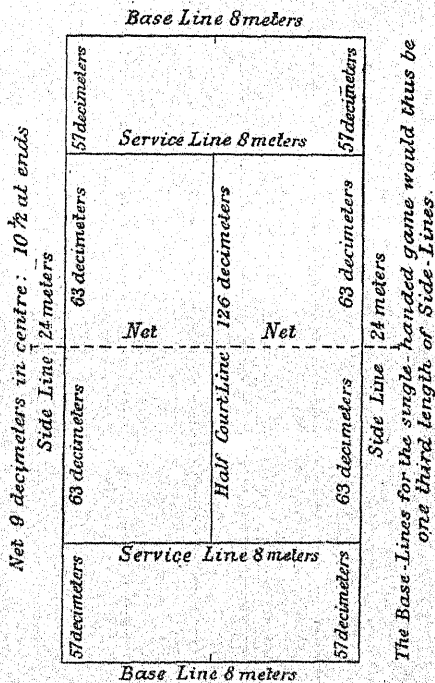 Base Line 8 meters
57 decimeters
57 decimeters
Service Line 8 meters
63 decimeters
126 decimeters
63 decimeters
Net 9 decimeters in centre: 10 1/2 at ends
Side Line 24 meters
Net
Net
Side Line 24 meters
The Base-Lines for the single-handed game would thus be
one third length of Side-Lines.
63 decimeters
Half Court Line
63 decimeters
Service Line 8 meters
57 decimeters
57 decimeters
Base Line 8 meters